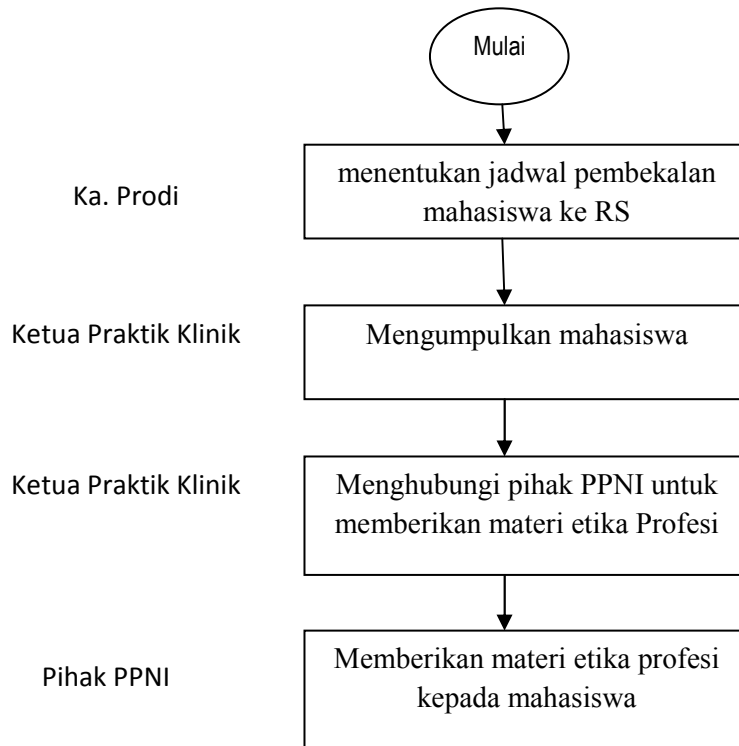 Mulai
Ka. Prodi
menentukan jadwal pembekalan
mahasiswa ke RS
Ketua Praktik Klinik
Mengumpulkan mahasiswa
Ketua Praktik Klinik
Menghubungi pihak PPNI untuk
memberikan materi etika Profesi
Pihak PPNI
Memberikan materi etika profesi
kepada mahasiswa